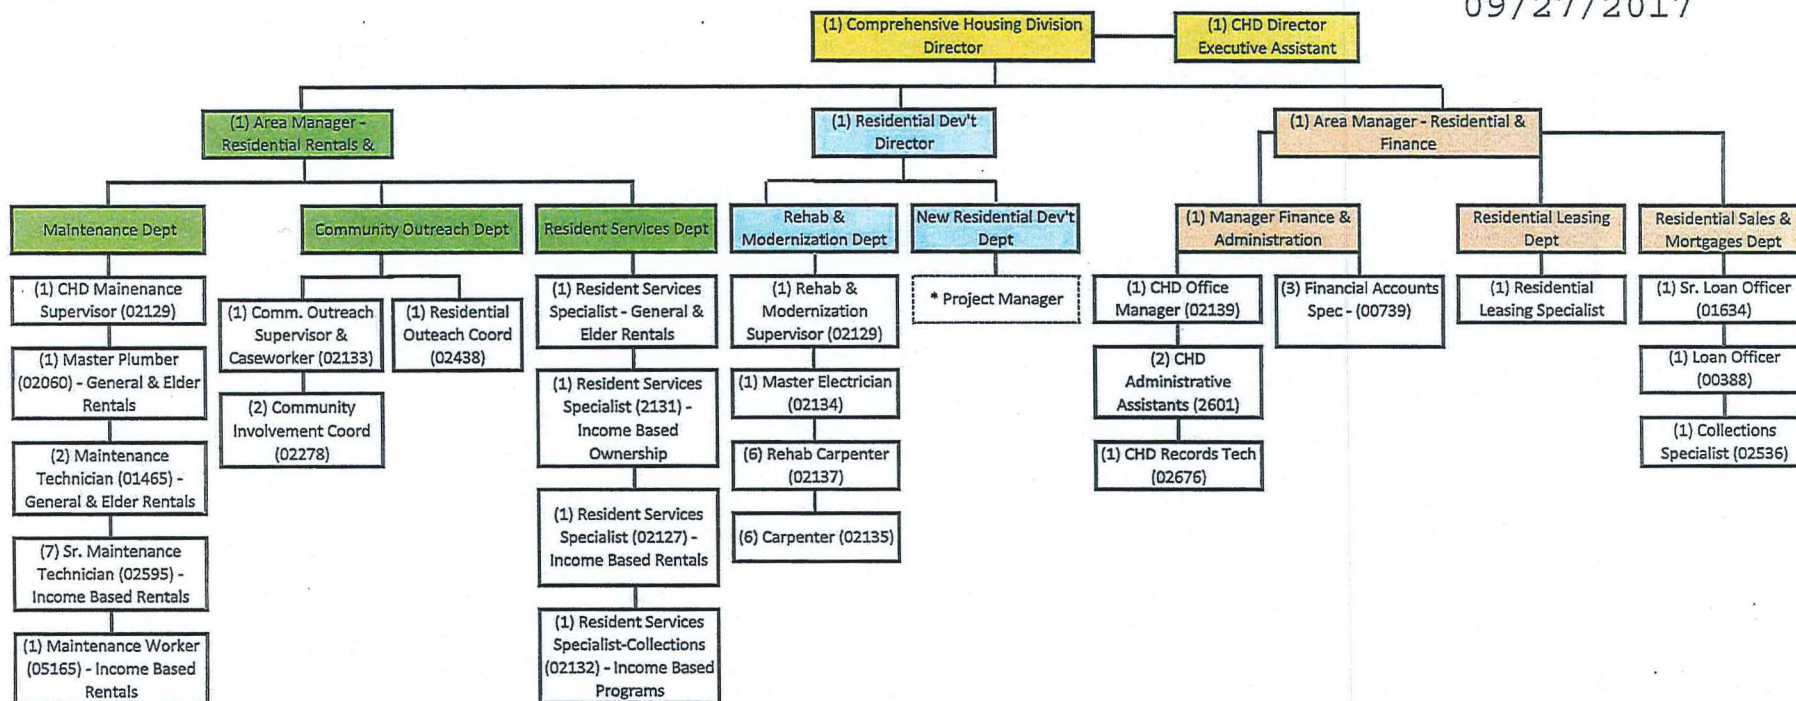 09/27/2017
(1) Comprehensive Housing Division
Director
(1) CHD Director
Executive Assistant
(1) Area Manager -
Residential Rentals &
(1) Residential Dev't
Director
(1) Area Manager - Residential &
Finance
Maintenance Dept
Community Outreach Dept
Resident Services Dept
Rehab &
Modernization Dept
New Residential Dev't
Dept
(1) Manager Finance &
Administration
Residential Leasing
Dept
Residential Sales &
Mortgages Dept
(1) CHD Mainenance
Supervisor (02129)
(1) Master Plumber
(02060) - General & Elder
Rentals
(2) Maintenance
Technician (01465) -
General & Elder Rentals
(7) Sr. Maintenance
Technician (02595) -
Income Based Rentals
(1) Maintenance Worker
(05165) - Income Based
Rentals
(1) Comm. Outreach
Supervisor &
Caseworker (02133)
(2) Community
Involvement Coord
(02278)
(1) Residential
Outeach Coord
(02438)
(1) Resident Services
Specialist - General &
Elder Rentals
(1) Resident Services
Specialist (2131) -
Income Based
Ownership
(1) Resident Services
Specialist (02127) -
Income Based Rentals
(1) Resident Services
Specialist-Collections
(02132) - Income Based
Programs
(1) Rehab &
Modernization
Supervisor (02129)
(1) Master Electrician
(02134)
(6) Rehab Carpenter
(02137)
(6) Carpenter (02135)
* Project Manager
(1) CHD Office
Manager (02139)
(2) CHD
Administrative
Assistants (2601)
(1) CHD Records Tech
(02676)
(3) Financial Accounts
Spec - (00739)
(1) Residential
Leasing Specialist
(1) Sr. Loan Officer
(01634)
(1) Loan Officer
(00388)
(1) Collections
Specialist (02536)